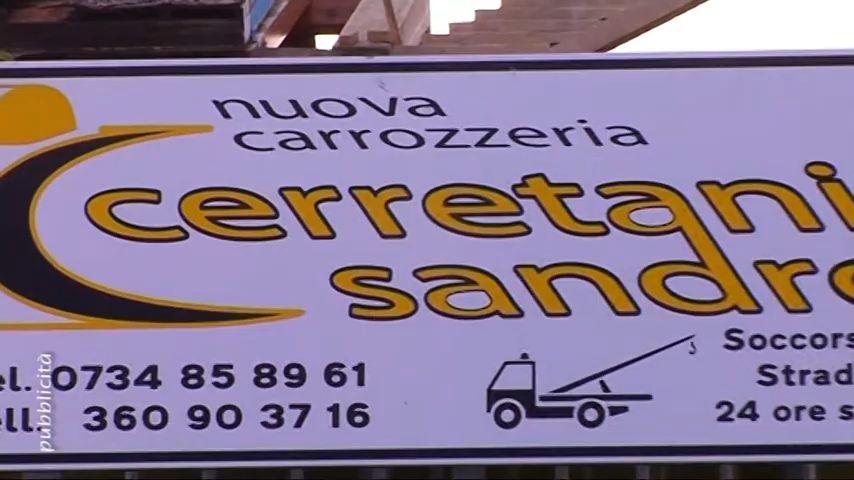 nuova
carrozzeria
cerretani
sandro
el. 0734 85 89 61
ell. 360 90 37 16
Soccors
Strad
24 ore s
pubblicità